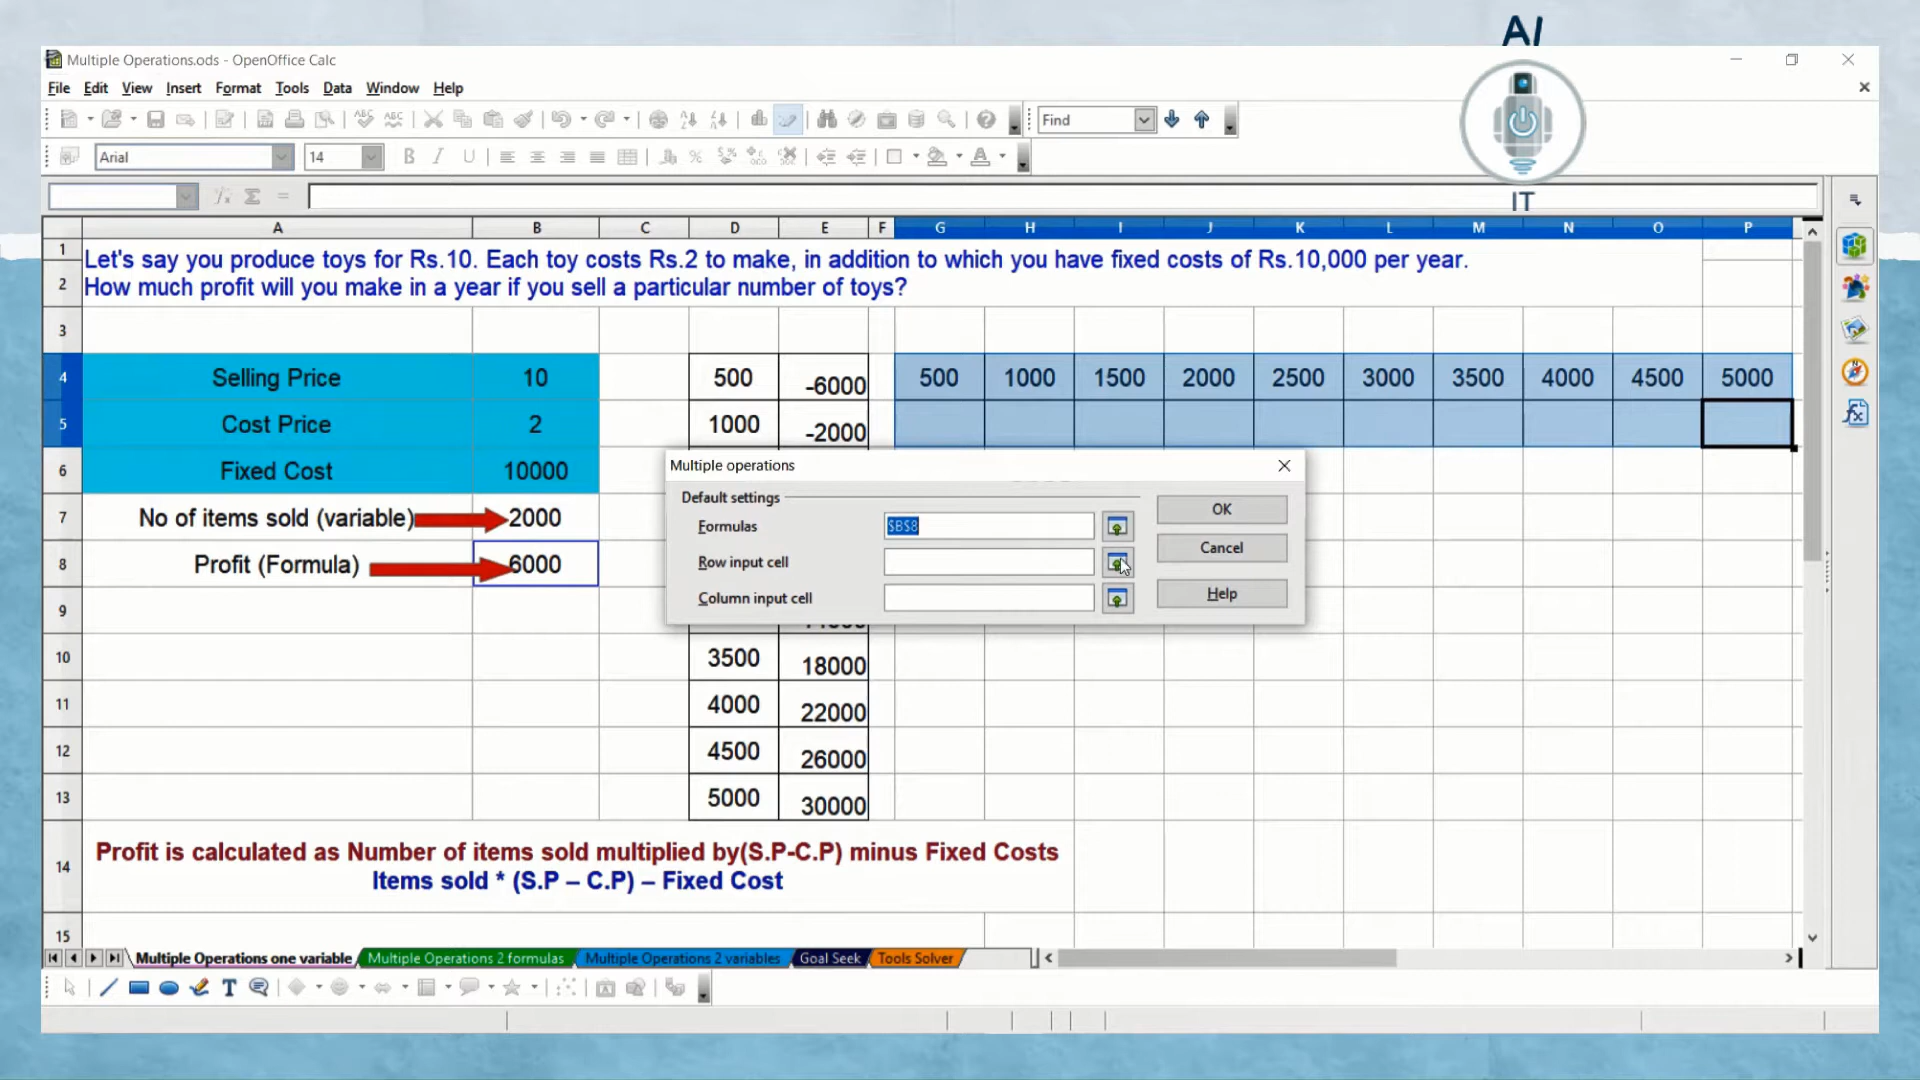 AI
Multiple Operations.ods - OpenOffice Calc
File Edit View Insert Format Tools Data Window Help
Find
Arial 14
IT
A B C D E F G H I J K L M N O P
1 Let's say you produce toys for Rs.10. Each toy costs Rs.2 to make, in addition to which you have fixed costs of Rs.10,000 per year.
2 How much profit will you make in a year if you sell a particular number of toys?
3
4 Selling Price 10 500 -6000 500 1000 1500 2000 2500 3000 3500 4000 4500 5000
5 Cost Price 2 1000 -2000
6 Fixed Cost 10000
7 No of items sold (variable) 2000
8 Profit (Formula) 6000
Multiple operations
Default settings
Formulas $B$8 OK
Row input cell Cancel
Column input cell Help
9
10 3500 18000
11 4000 22000
12 4500 26000
13 5000 30000
14 Profit is calculated as Number of items sold multiplied by(S.P-C.P) minus Fixed Costs
Items sold * (S.P – C.P) – Fixed Cost
15
Multiple Operations one variable Multiple Operations 2 formulas Multiple Operations 2 variables Goal Seek Tools Solver